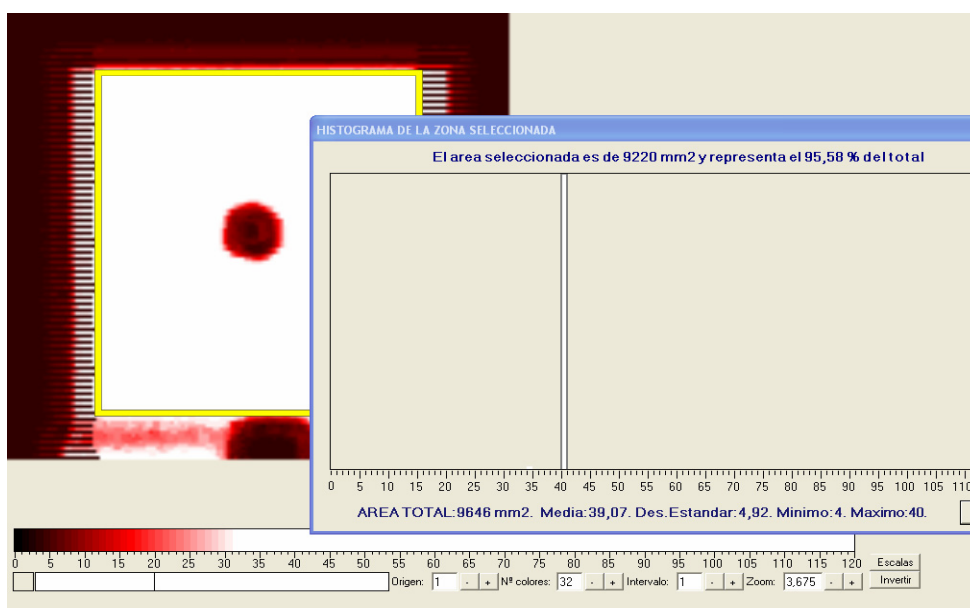 HISTOGRAMA DE LA ZONA SELECCIONADA
El area seleccionada es de 9220 mm2 y representa el 95,58 % del total
0 5 10 15 20 25 30 35 40 45 50 55 60 65 70 75 80 85 90 95 100 105 110
AREA TOTAL:9646 mm2. Media:39,07. Des.Estandar:4,92. Minimo:4. Maximo:40.
0 5 10 15 20 25 30 35 40 45 50 55 60 65 70 75 80 85 90 95 100 105 110 115 120 Escalas
Origen: 1 - + Nº colores: 32 - + Intervalo: 1 - + Zoom: 3,675 - + Invertir